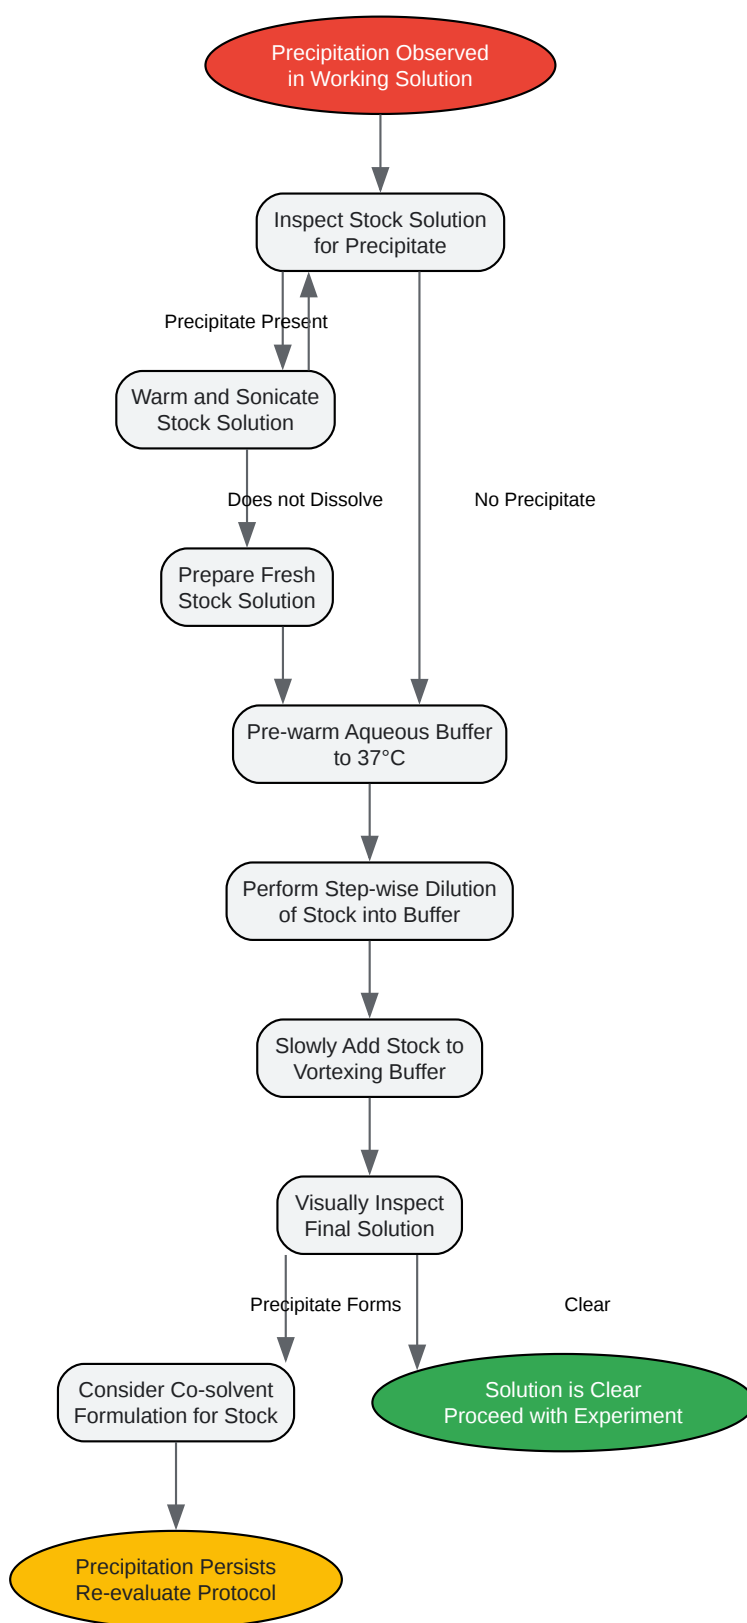 Precipitation Observed
in Working Solution
Inspect Stock Solution
for Precipitate
Precipitate Present
Warm and Sonicate
Stock Solution
Does not Dissolve
No Precipitate
Prepare Fresh
Stock Solution
Pre-warm Aqueous Buffer
to 37°C
Perform Step-wise Dilution
of Stock into Buffer
Slowly Add Stock to
Vortexing Buffer
Visually Inspect
Final Solution
Precipitate Forms
Clear
Consider Co-solvent
Formulation for Stock
Solution is Clear
Proceed with Experiment
Precipitation Persists
Re-evaluate Protocol